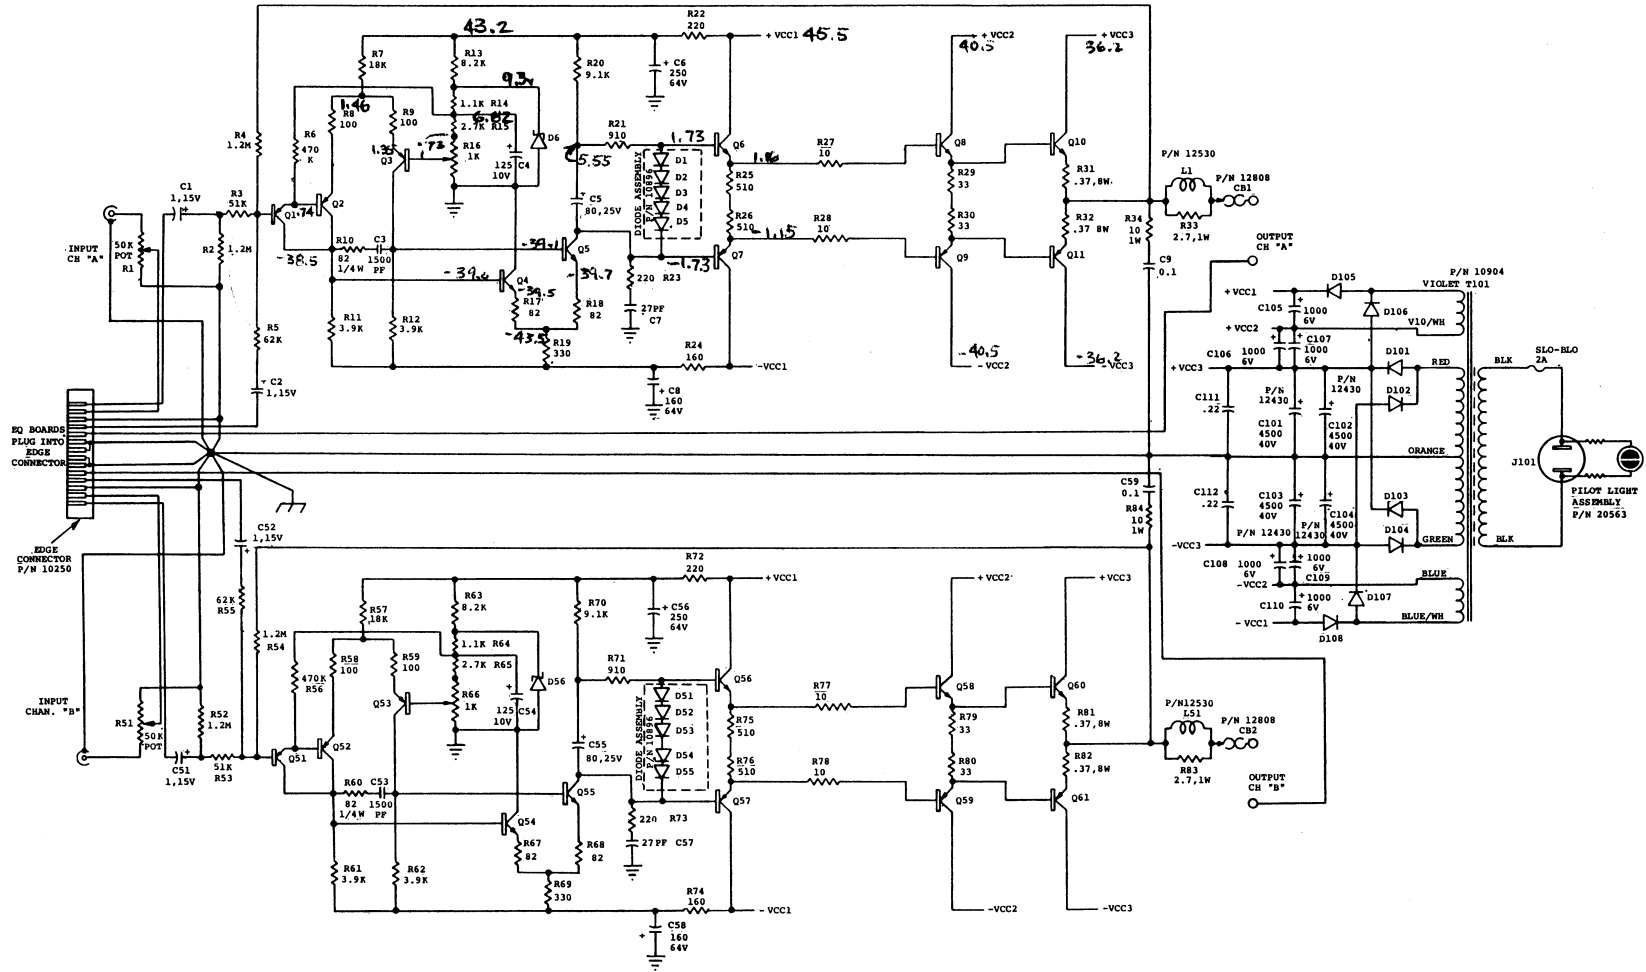 43.2
R22
220
+ VCC1
45.5
+VCC2
40.5
+VCC3
36.2
R7
18K
R13
8.2K
R20
9.1K
+ C6
250
64V
9.3v
1.46
R8
100
R9
100
1.1K R14
6.82
2.7K R15
R4
1.2M
R6
470
K
Q3
R16
1K
125
10V
C4
D6
R21
910
1.73
Q6
5.55
D1
D2
D3
D4
D5
DIODE ASSEMBLY
P/N 10896
1.16
R27
10
Q8
Q10
R25
510
R29
33
R31
.37,8W
P/N 12530
L1
P/N 12808
CB1
C1
1,15V
R3
51K
Q1
.74
Q2
C5
80,25V
R26
510
R28
10
-1.15
R30
33
R32
.37 8W
R34
10
1W
R33
2.7,1W
INPUT
CH "A"
50K
POT
R1
R2
1.2M
-38.5
R10
82
1/4W
C3
1500
PF
-39.1
Q5
-39.7
-39.6
Q4
-39.5
-1.73
Q7
Q9
Q11
OUTPUT
CH "A"
C9
0.1
R17
82
R18
82
220
R23
27PF
C7
R11
3.9K
R12
3.9K
R5
62K
-43.5
R19
330
R24
160
-VCC1
-40.5
-VCC2
-36.2
-VCC3
C2
1,15V
+ C8
160
64V
D105
P/N 10904
VIOLET T101
+VCC1
C105
1000
6V
D106
V10/WH
+VCC2
C106
1000
6V
C107
1000
6V
D101
RED
BLK
SLO-BLO
2A
+VCC3
P/N
12430
P/N
12430
D102
C111
.22
C101
4500
40V
C102
4500
40V
EQ BOARDS
PLUG INTO
EDGE
CONNECTOR
ORANGE
J101
C59
0.1
R84
10
1W
C112
.22
C103
4500
40V
D103
C104
4500
40V
P/N 12430
P/N
12430
D104
PILOT LIGHT
ASSEMBLY
P/N 20563
-VCC3
GREEN
BLK
EDGE
CONNECTOR
P/N 10250
C52
1,15V
C108
1000
6V
1000
6V
C109
-VCC2
BLUE
C110
1000
6V
D107
-VCC1
BLUE/WH
D108
R72
220
+VCC1
+VCC2
+VCC3
62K
R55
1.2M
R54
R57
18K
R63
8.2K
R70
9.1K
+ C56
250
64V
R58
100
R59
100
1.1K R64
2.7K R65
470K
R56
R71
910
Q56
Q53
R66
1K
125
10V
C54
D56
D51
D52
D53
D54
D55
DIODE ASSEMBLY
P/N 10896
R77
10
Q58
Q60
INPUT
CHAN. "B"
R51
50K
POT
R52
1.2M
Q51
Q52
C55
80,25V
R75
510
R76
510
R78
10
R79
33
R80
33
R81
.37,8W
R82
.37,8W
P/N12530
L51
P/N 12808
CB2
R83
2.7,1W
C51
1,15V
51K
R53
R60
82
1/4W
C53
1500
PF
Q55
Q57
Q59
Q61
OUTPUT
CH "B"
Q54
220
R73
27PF C57
R67
82
R68
82
R61
3.9K
R62
3.9K
R69
330
R74
160
-VCC1
-VCC2
-VCC3
+ C58
160
64V